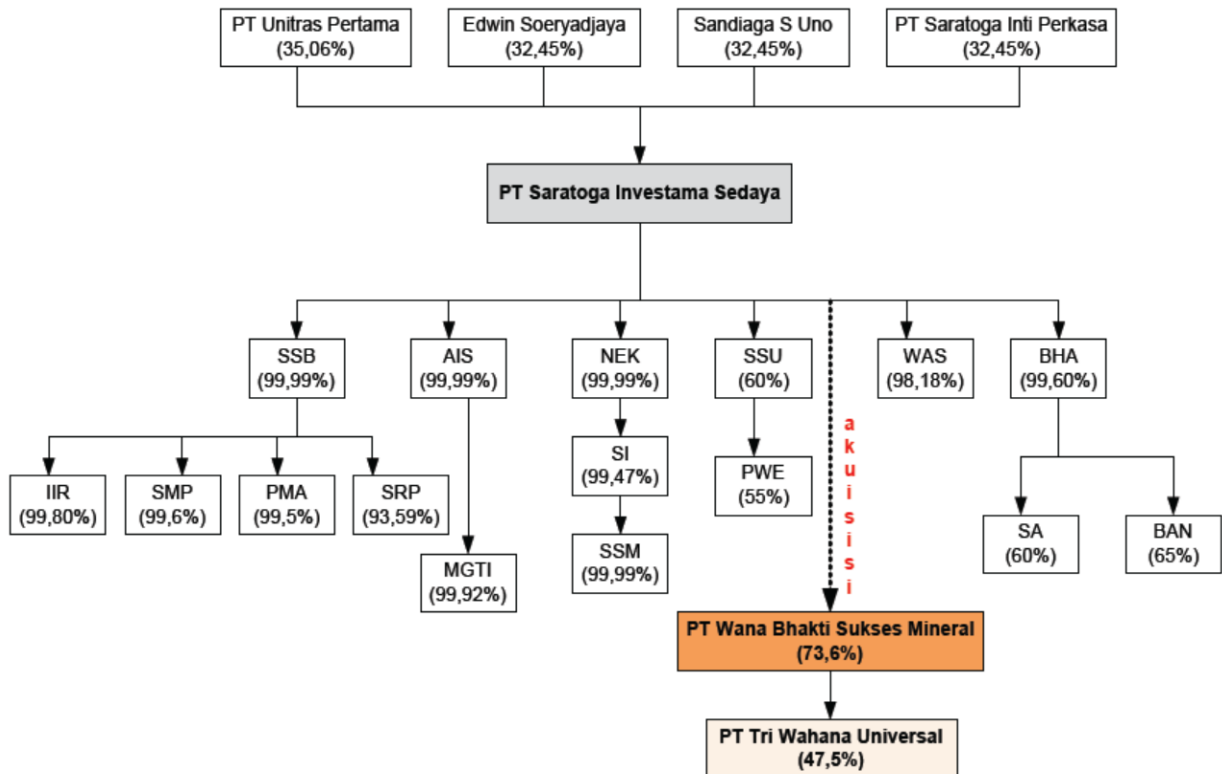 PT Unitras Pertama
(35,06%)
Edwin Soeryadjaya
(32,45%)
Sandiaga S Uno
(32,45%)
PT Saratoga Inti Perkasa
(32,45%)
PT Saratoga Investama Sedaya
SSB
(99,99%)
AIS
(99,99%)
NEK
(99,99%)
SSU
(60%)
WAS
(98,18%)
BHA
(99,60%)
akuisisi
IIR
(99,80%)
SMP
(99,6%)
PMA
(99,5%)
SRP
(93,59%)
MGTI
(99,92%)
SI
(99,47%)
SSM
(99,99%)
PWE
(55%)
SA
(60%)
BAN
(65%)
PT Wana Bhakti Sukses Mineral
(73,6%)
PT Tri Wahana Universal
(47,5%)